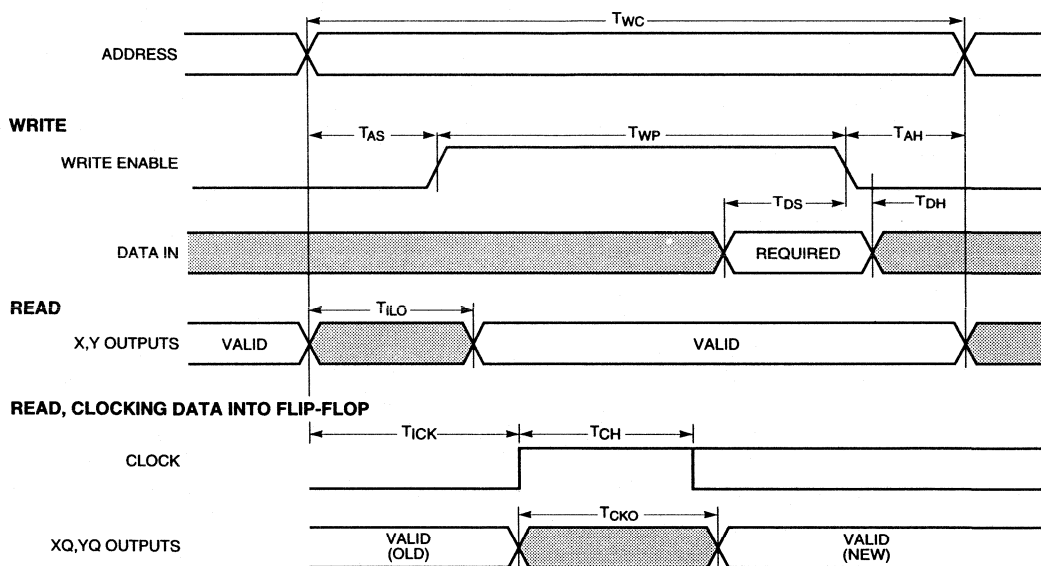 TWC
ADDRESS
WRITE
TAS
TWP
TAH
WRITE ENABLE
TDS
TDH
DATA IN
REQUIRED
READ
TILO
X,Y OUTPUTS
VALID
VALID
READ, CLOCKING DATA INTO FLIP-FLOP
TICK
TCH
CLOCK
TCKO
XQ,YQ OUTPUTS
VALID
(OLD)
VALID
(NEW)